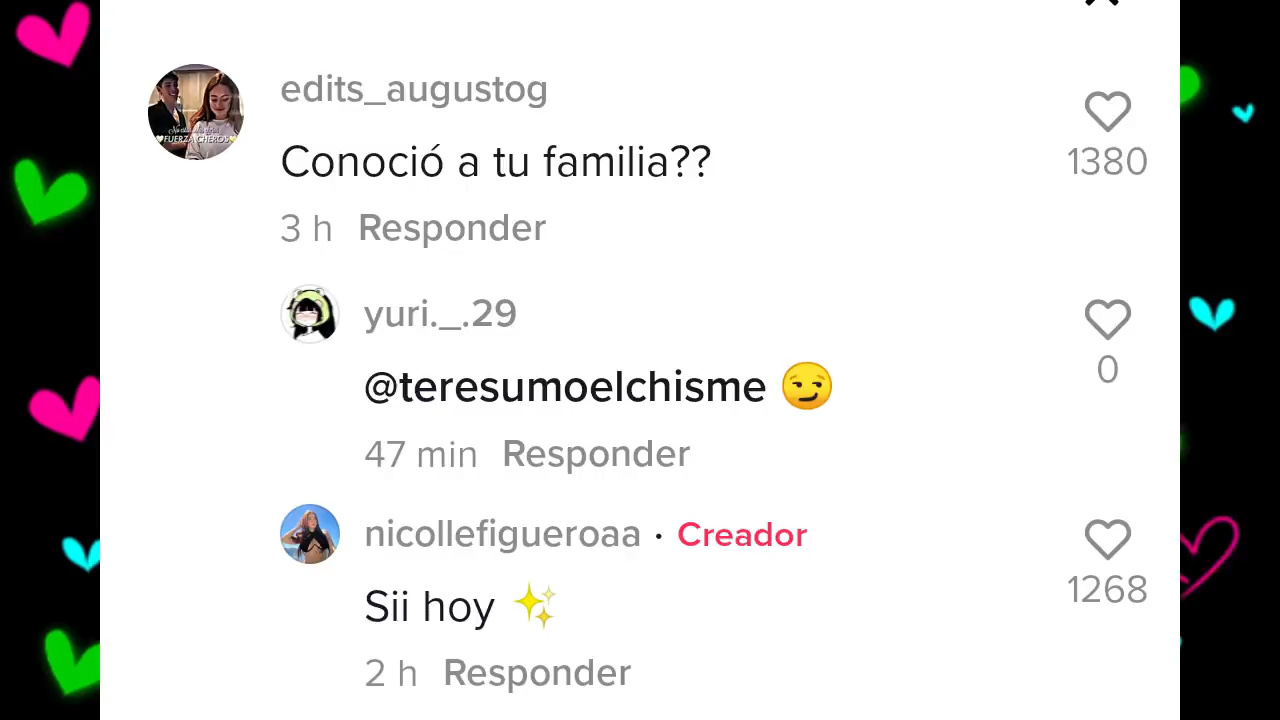 edits_augustog
Conoció a tu familia??
1380
3 h Responder
yuri._.29
@teresumoelchisme 😏
0
47 min Responder
nicollefigueroaa · Creador
Sii hoy ✨
1268
2 h Responder